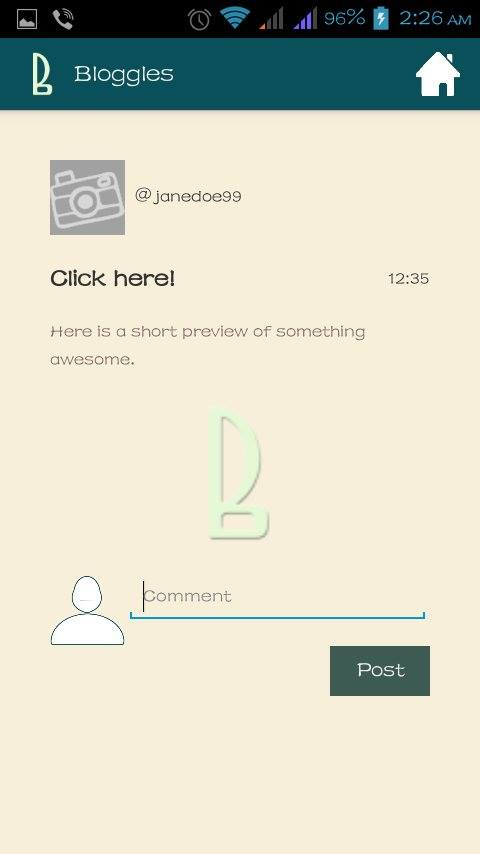 96% 2:26 AM
Bloggles
@janedoe99
Click here! 12:35
Here is a short preview of something
awesome.
Comment
Post